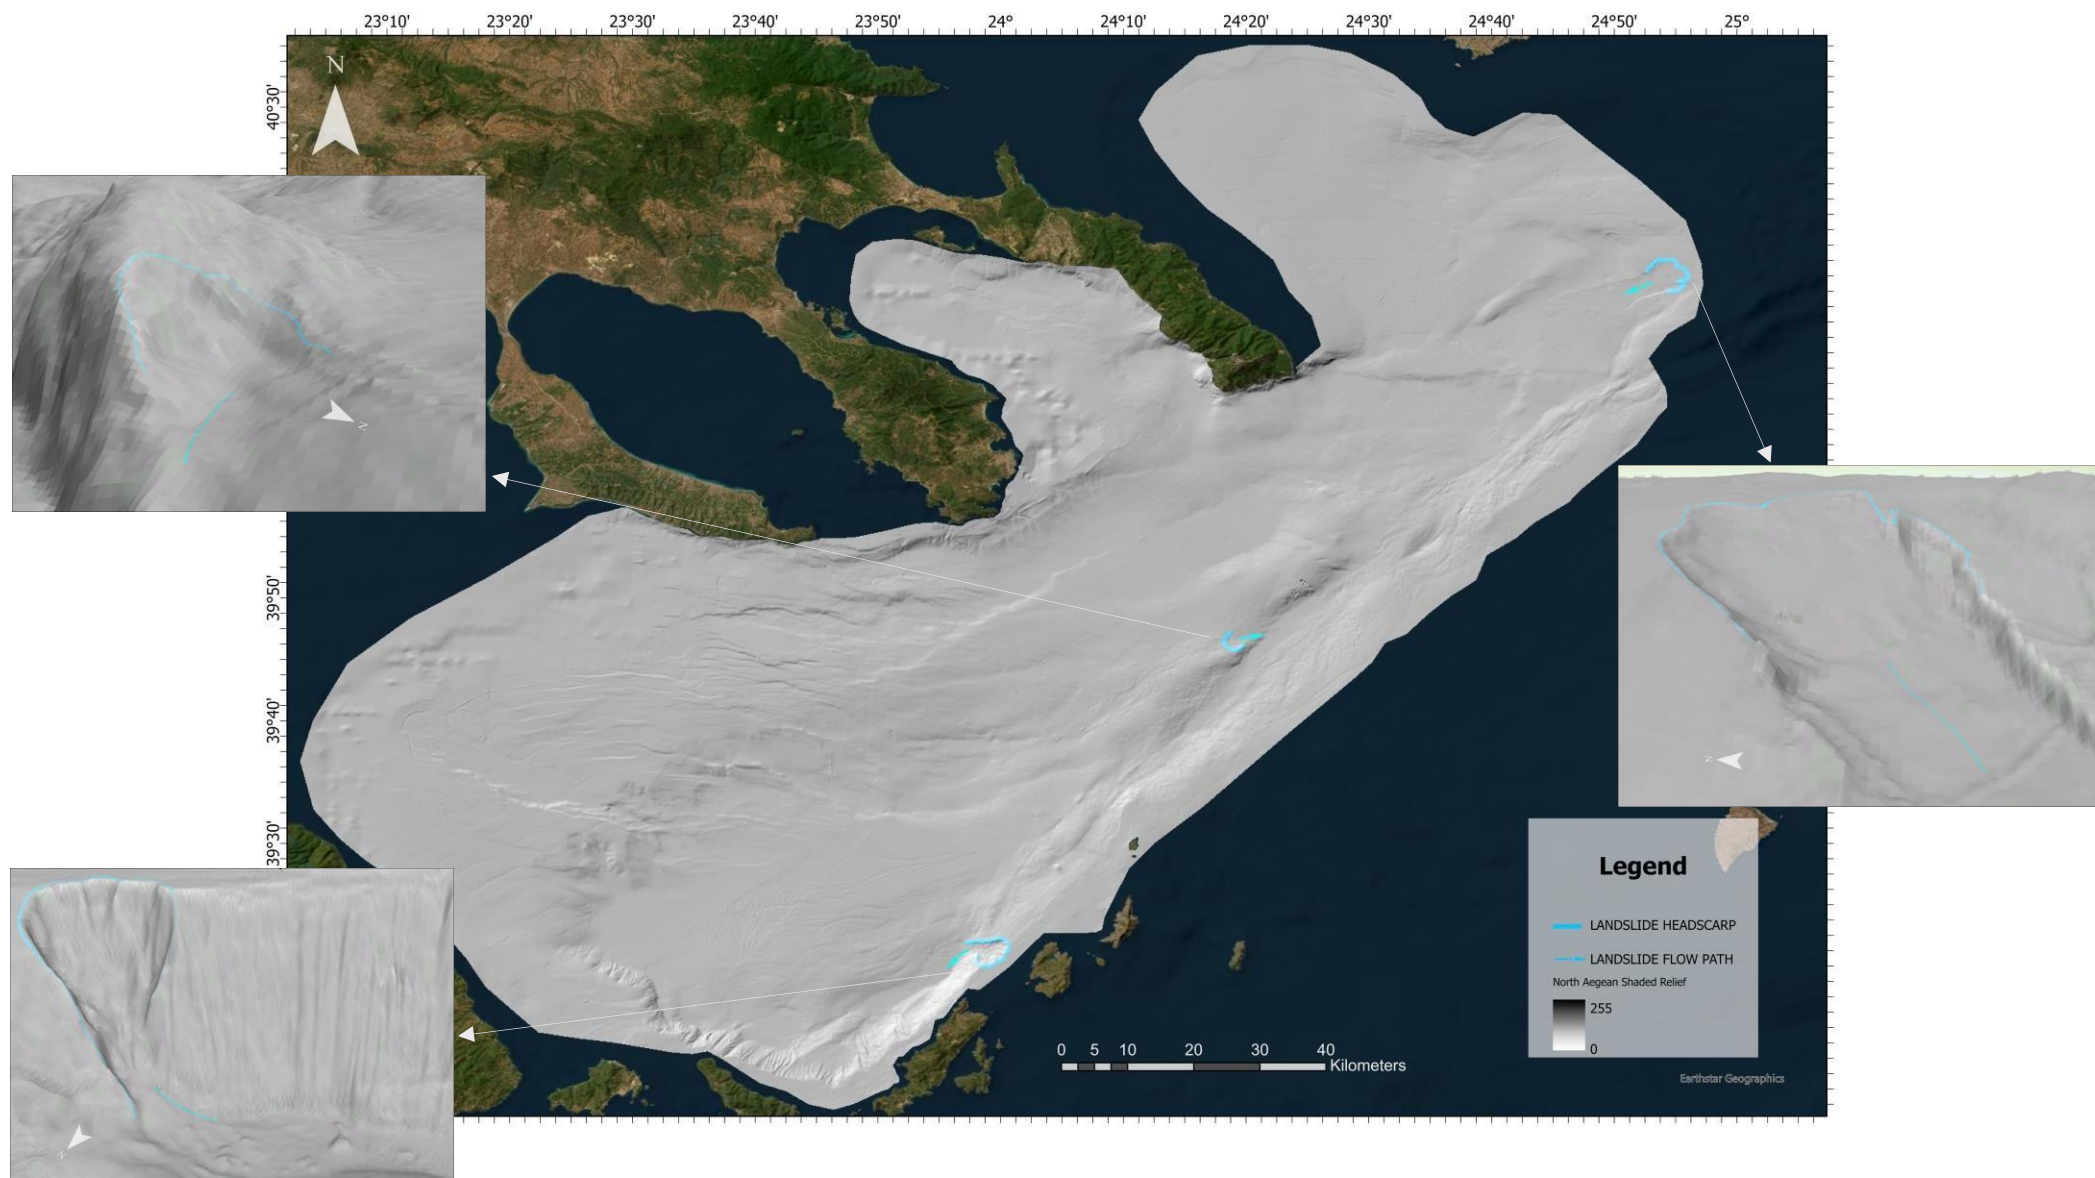 23°10' 23°20' 23°30' 23°40' 23°50' 24° 24°10' 24°20' 24°30' 24°40' 24°50' 25°
N
40°30'
39°50'
39°40'
39°30'
N
N
N
Legend
LANDSLIDE HEADSCARP
LANDSLIDE FLOW PATH
North Aegean Shaded Relief
255
0
0 5 10 20 30 40
Kilometers
Earthstar Geographics